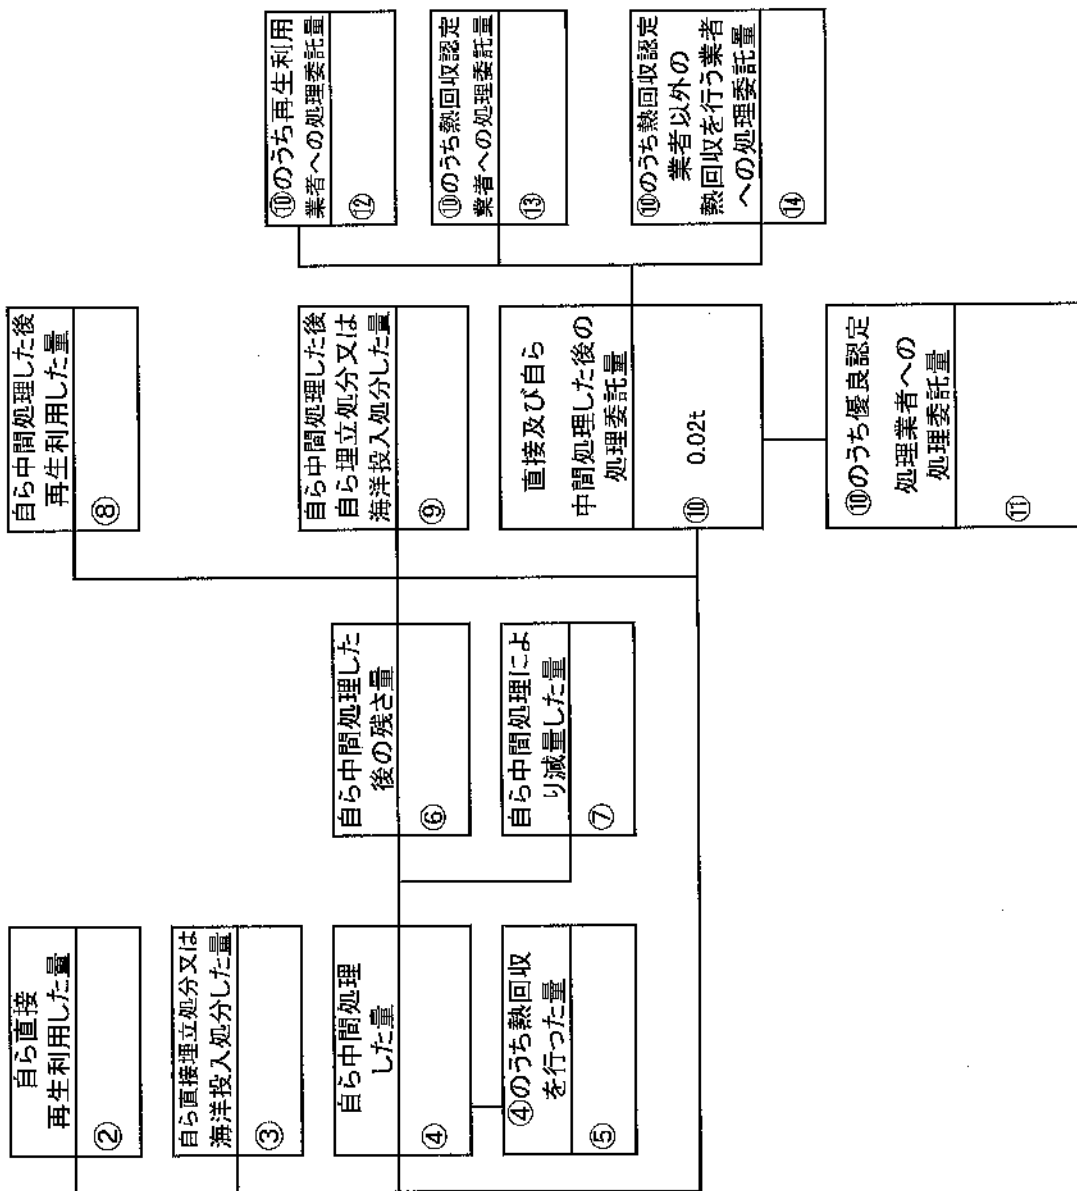 自ら直接
再生利用した量
②
自ら直接埋立処分又は
海洋投入処分した量
③
自ら中間処理
した量
④
④のうち熱回収
を行った量
⑤
自ら中間処理した
後の残さ量
⑥
自ら中間処理によ
り減量した量
⑦
自ら中間処理した後
再生利用した量
⑧
自ら中間処理した後
自ら埋立処分又は
海洋投入処分した量
⑨
直接及び自ら
中間処理した後の
処理委託量
⑩ 0.02t
⑩のうち優良認定
処理業者への
処理委託量
⑪
⑩のうち再生利用
業者への処理委託量
⑫
⑩のうち熱回収認定
業者への処理委託量
⑬
⑩のうち熱回収認定
業者以外の
熱回収を行う業者
への処理委託量
⑭